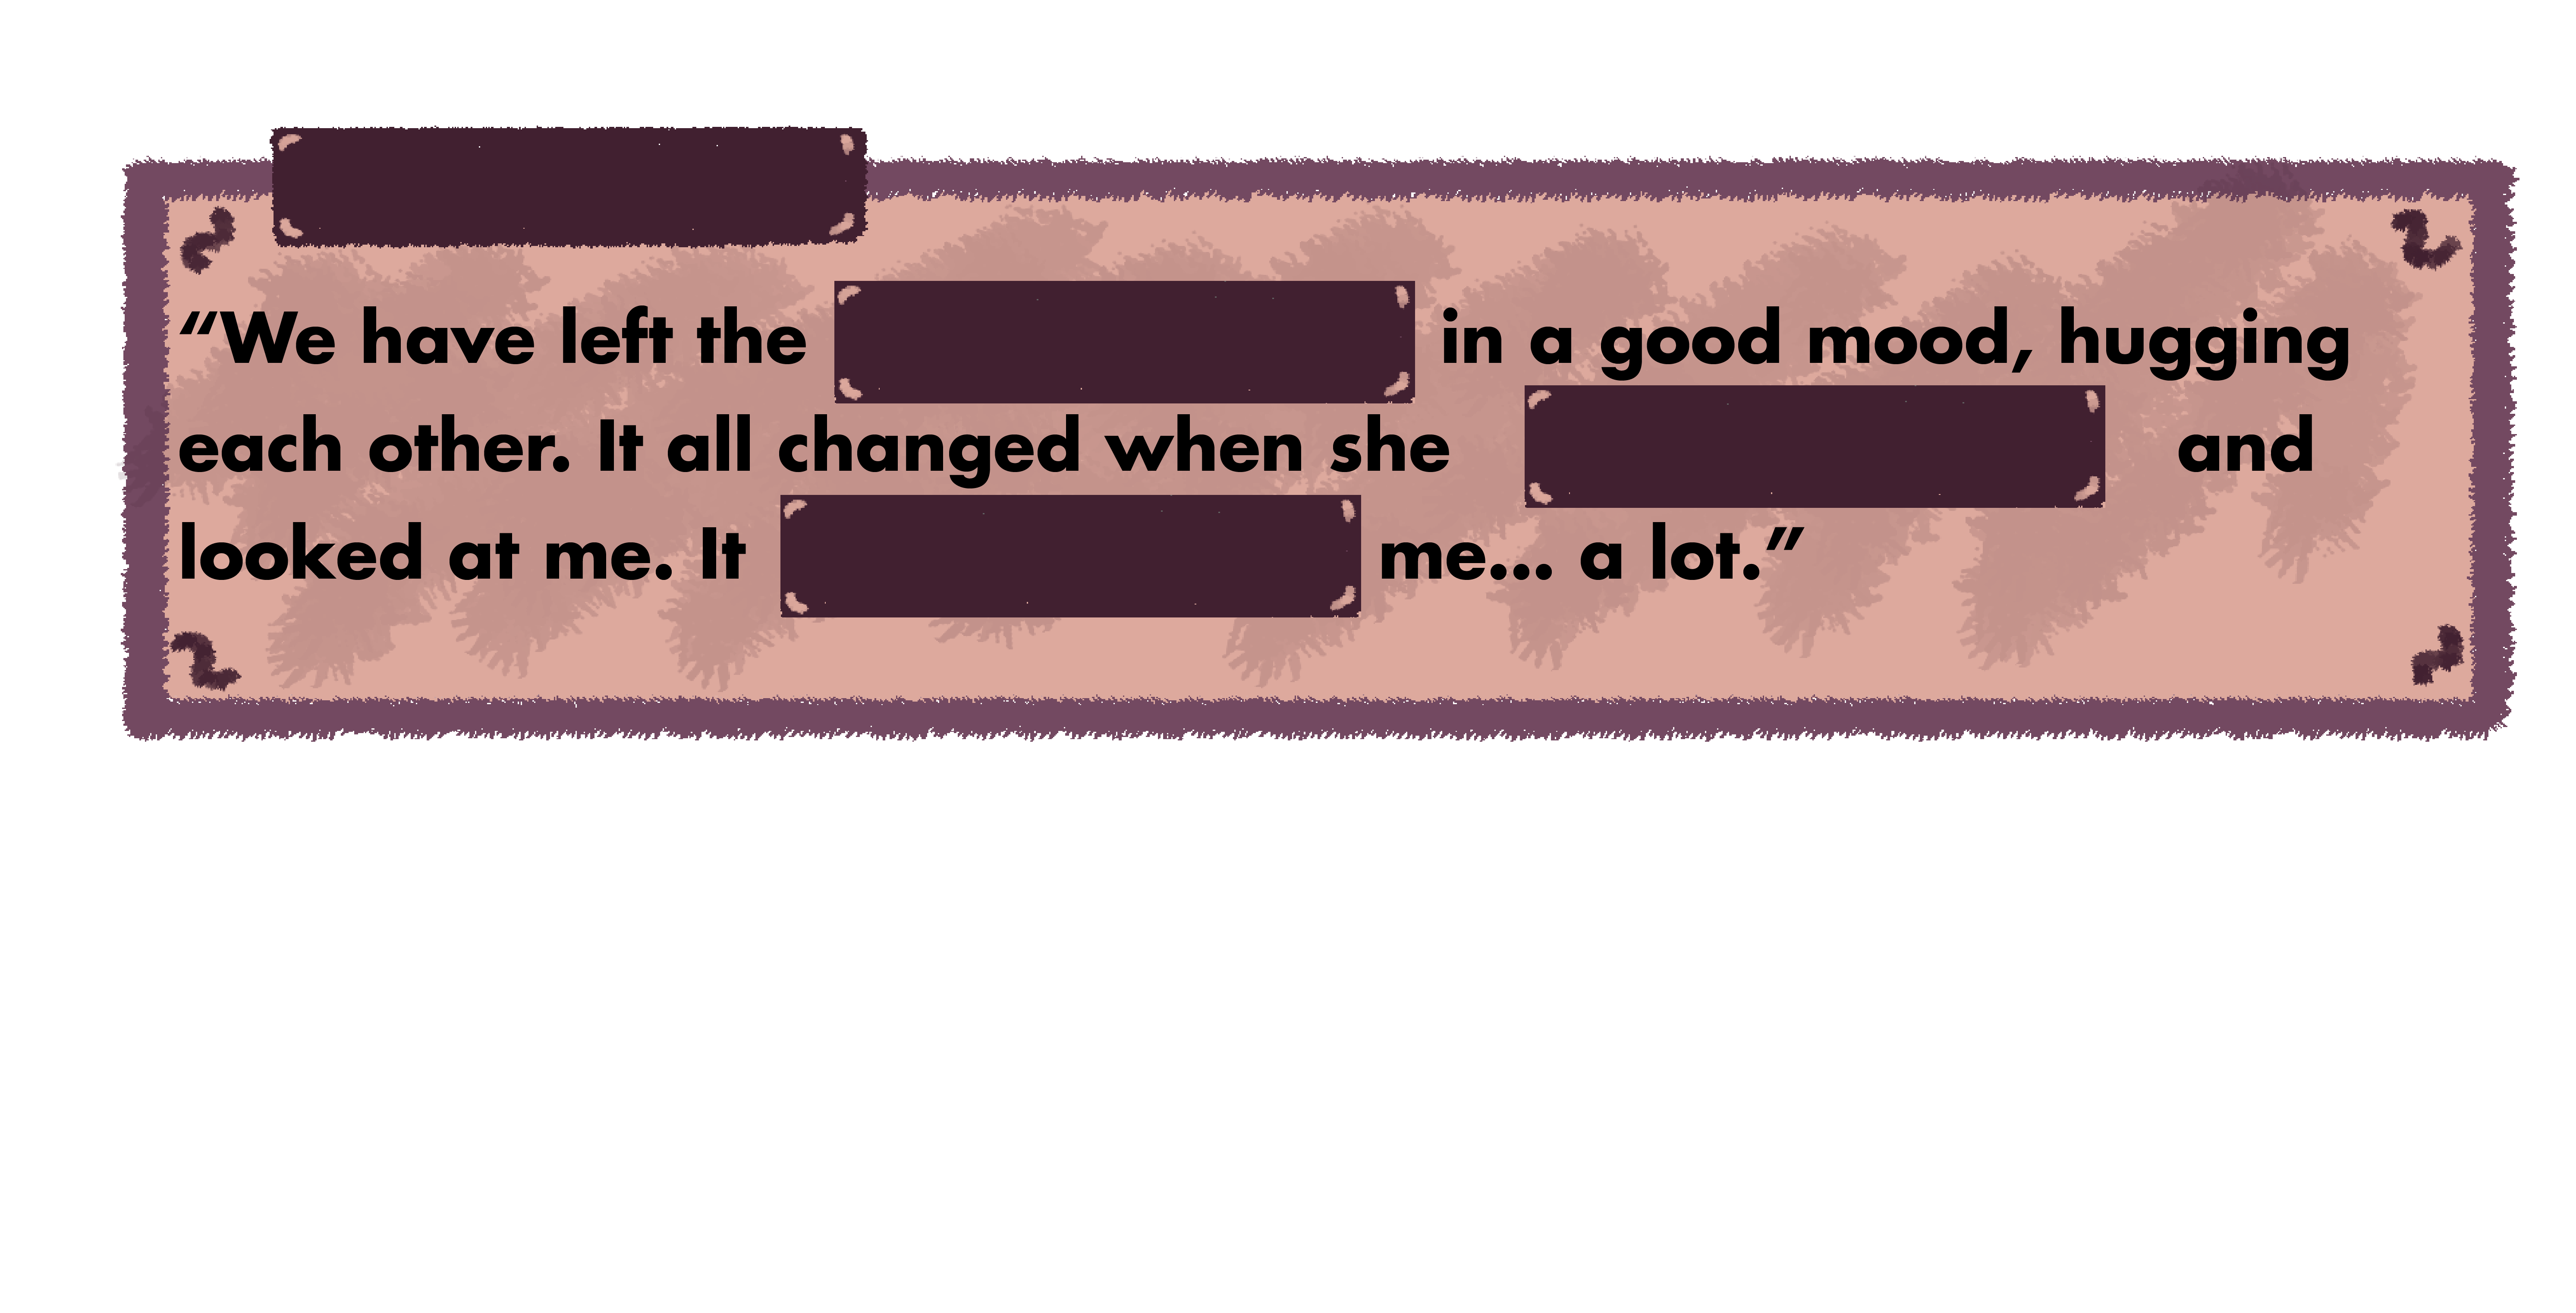 “We have left the in a good mood, hugging
each other. It all changed when she and
looked at me. It me... a lot.”